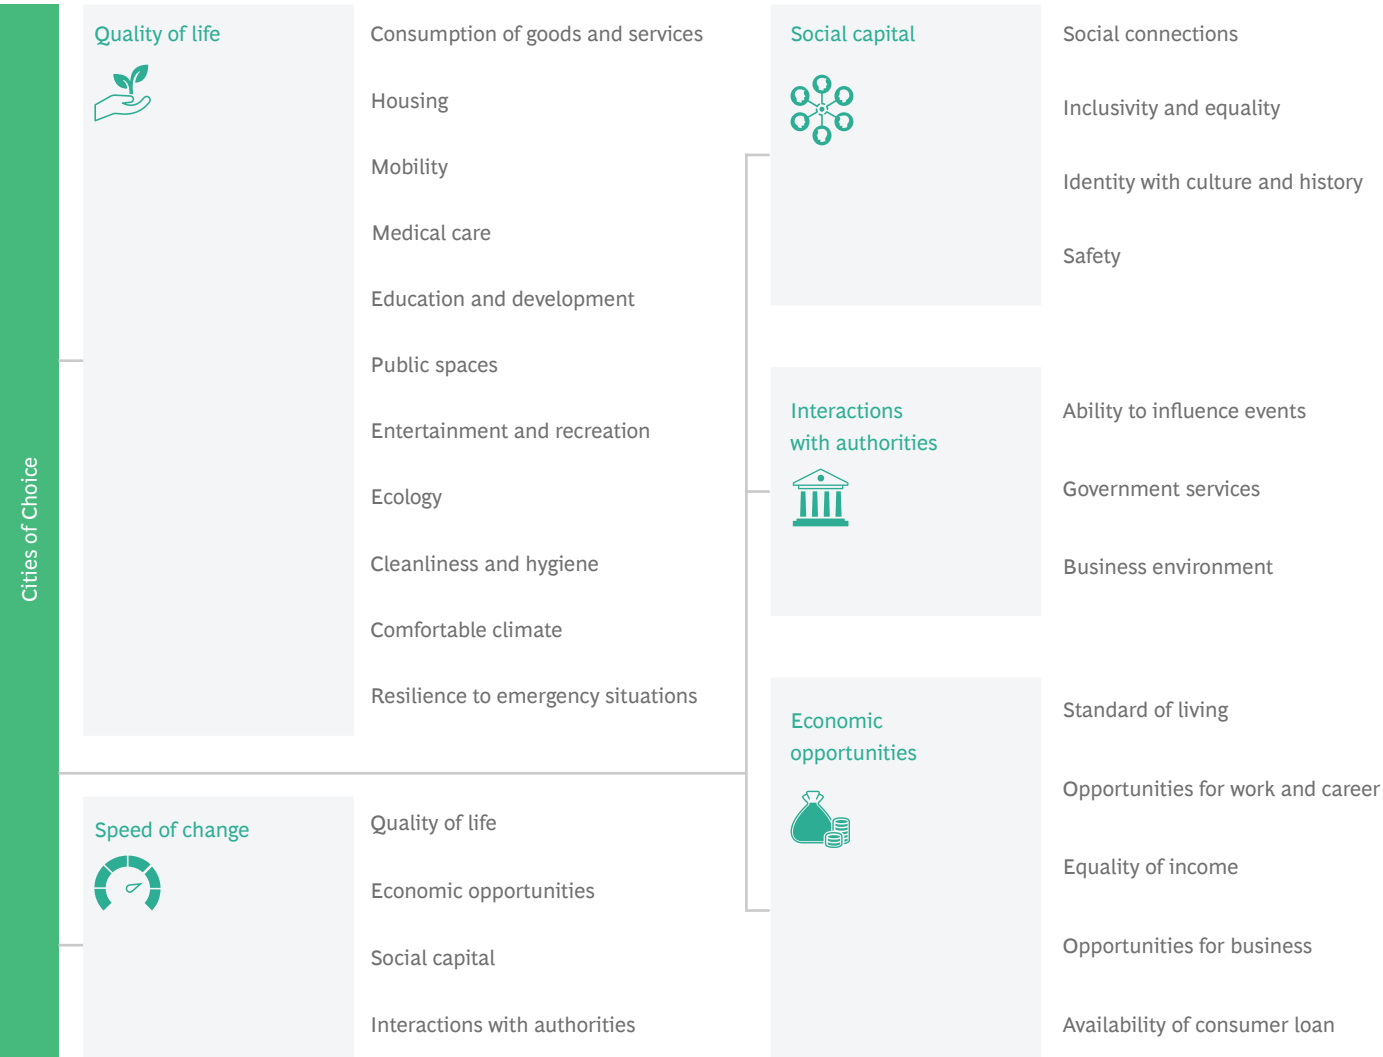 Cities of Choice
Quality of life
Consumption of goods and services
Housing
Mobility
Medical care
Education and development
Public spaces
Entertainment and recreation
Ecology
Cleanliness and hygiene
Comfortable climate
Resilience to emergency situations
Speed of change
Quality of life
Economic opportunities
Social capital
Interactions with authorities
Social capital
Social connections
Inclusivity and equality
Identity with culture and history
Safety
Interactions
with authorities
Ability to influence events
Government services
Business environment
Economic
opportunities
Standard of living
Opportunities for work and career
Equality of income
Opportunities for business
Availability of consumer loan